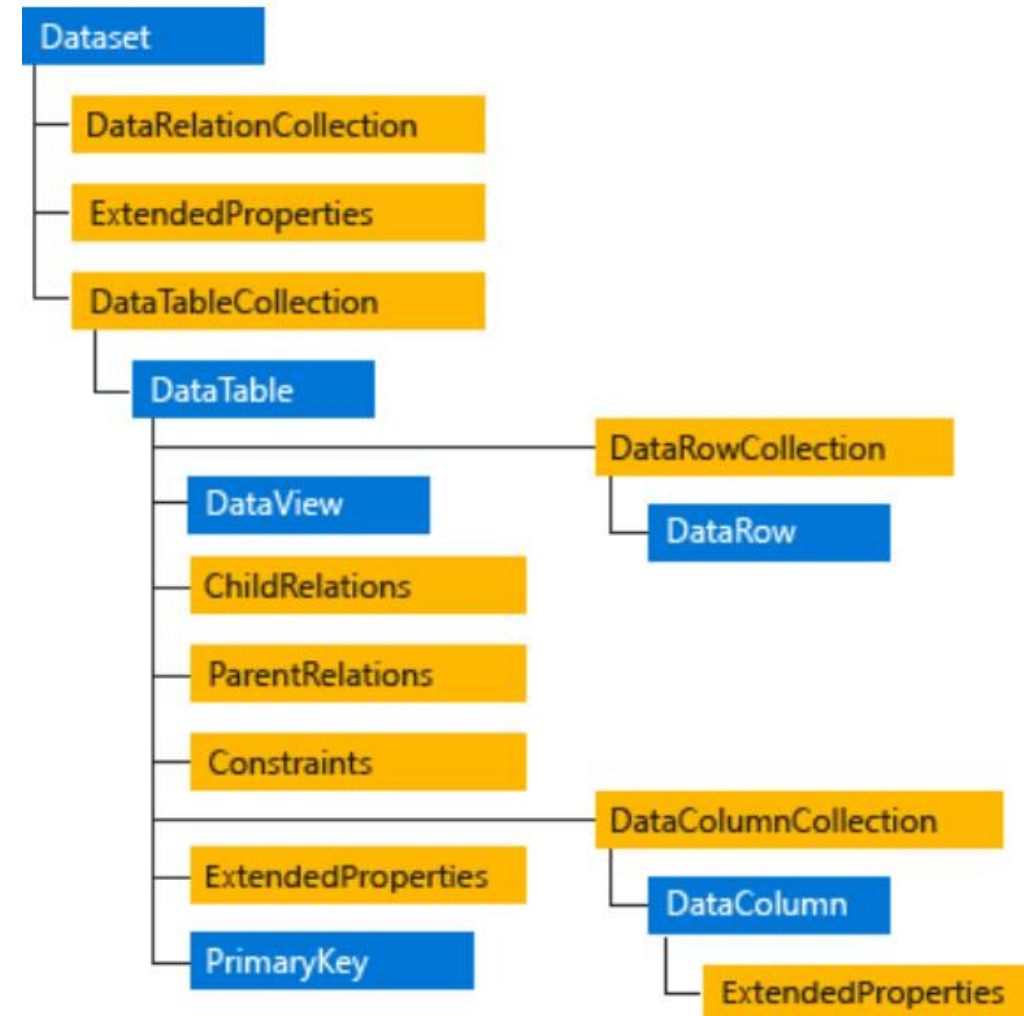 Dataset
DataRelationCollection
ExtendedProperties
DataTableCollection
DataTable
DataRowCollection
DataView
DataRow
ChildRelations
ParentRelations
Constraints
DataColumnCollection
ExtendedProperties
DataColumn
PrimaryKey
ExtendedProperties